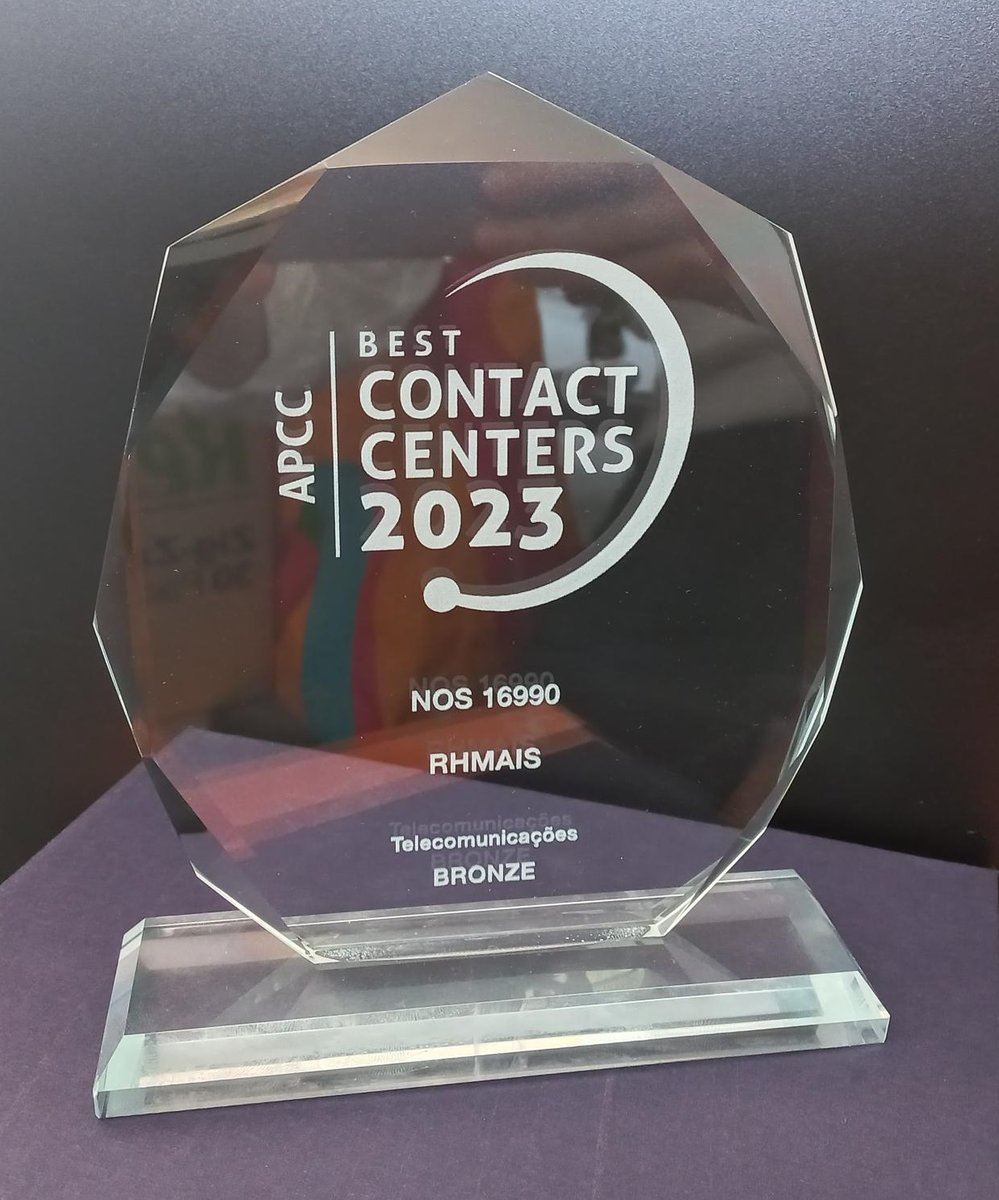 APCC
BEST
CONTACT
CENTERS
2023
NOS 16990
RHMAIS
Telecomunicações
BRONZE